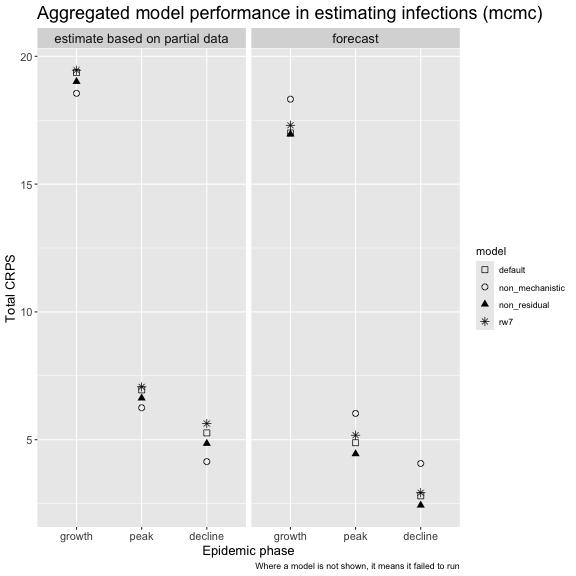 Aggregated model performance in estimating infections (mcmc)
estimate based on partial data
forecast
20
15
10
5
Total CRPS
growth
peak
decline
growth
peak
decline
Epidemic phase
model
default
non_mechanistic
non_residual
rw7
Where a model is not shown, it means it failed to run